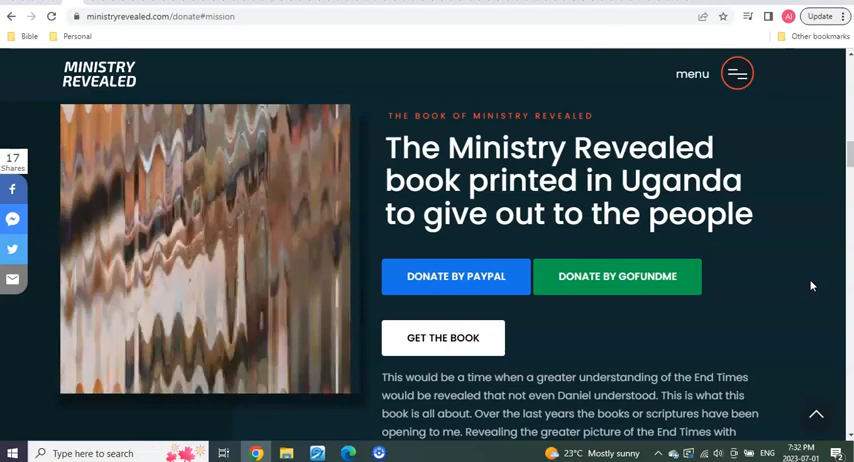 ministryrevealed.com/donate#mission
AI
Update
Bible
Personal
Other bookmarks
MINISTRY
REVEALED
menu
17
Shares
THE BOOK OF MINISTRY REVEALED
The Ministry Revealed
book printed in Uganda
to give out to the people
DONATE BY PAYPAL
DONATE BY GOFUNDME
GET THE BOOK
This would be a time when a greater understanding of the End Times
would be revealed that not even Daniel understood. This is what this
book is all about. Over the last years the books or scriptures have been
opening to me. Revealing the greater picture of the End Times with
Type here to search
23°C Mostly sunny
ENG
7:32 PM
2023-07-01
2